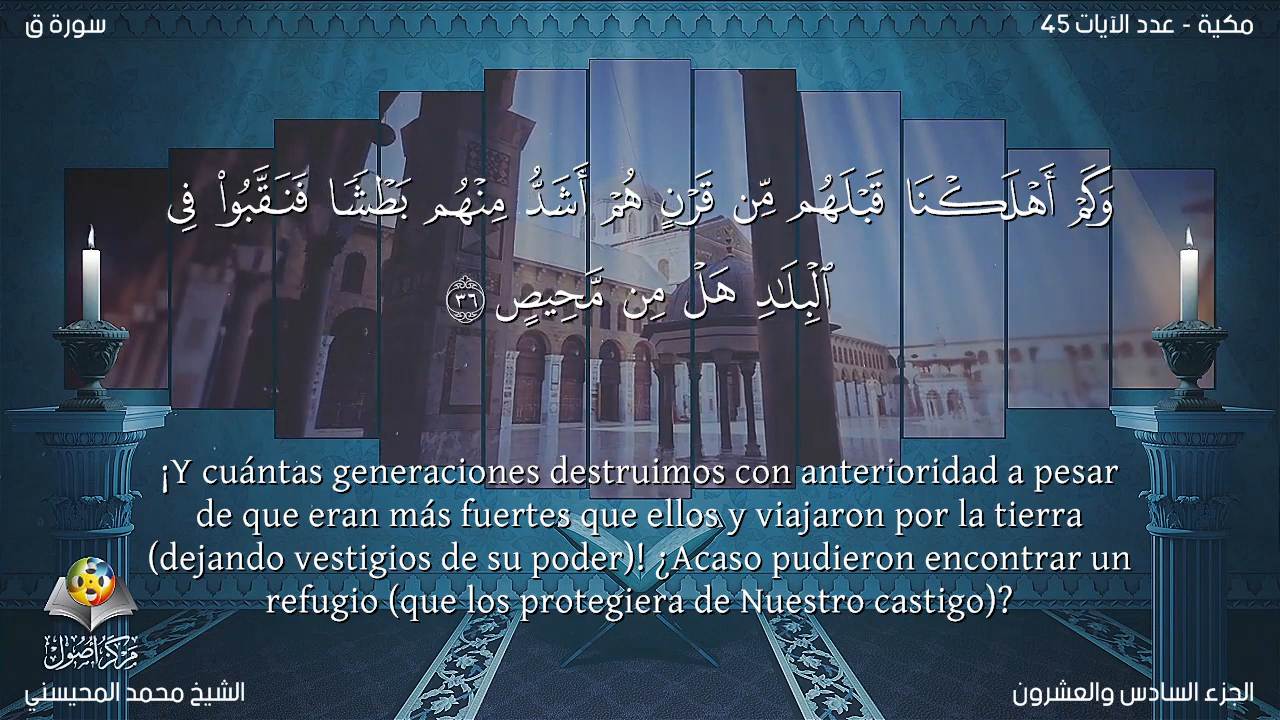 سورة ق
مكية - عدد الآيات 45
وَكَمْ أَهْلَكْنَا قَبْلَهُم مِّن قَرْنٍ هُمْ أَشَدُّ مِنْهُم بَطْشًا فَنَقَّبُوا۟ فِى
ٱلْبِلَـٰدِ هَلْ مِن مَّحِيصٍ ٣٦
¡Y cuántas generaciones destruimos con anterioridad a pesar
de que eran más fuertes que ellos y viajaron por la tierra
(dejando vestigios de su poder)! ¿Acaso pudieron encontrar un
refugio (que los protegiera de Nuestro castigo)?
مركز أصول
الشيخ محمد المحيسني
الجزء السادس والعشرون